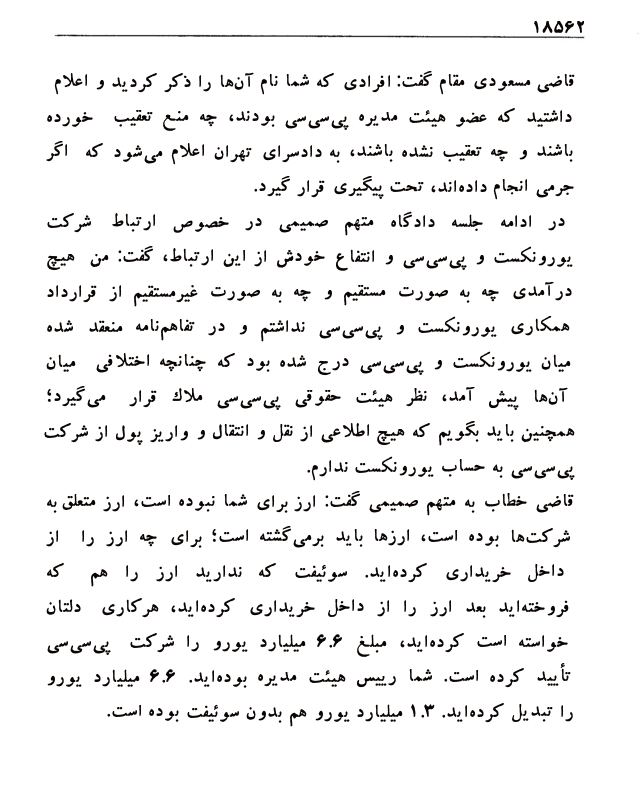 ۱۸۵۶۲
قاضی مسعودی مقام گفت: افرادی که شما نام آن‌ها را ذکر کردید و اعلام
داشتید که عضو هیئت مدیره پی‌سی‌سی بودند، چه منع تعقیب خورده
باشند و چه تعقیب نشده باشند، به دادسرای تهران اعلام می‌شود که اگر
جرمی انجام داده‌اند، تحت پیگیری قرار گیرد.
در ادامه جلسه دادگاه متهم صمیمی در خصوص ارتباط شرکت
یورونکست و پی‌سی‌سی و انتفاع خودش از این ارتباط، گفت: من هیچ
درآمدی چه به صورت مستقیم و چه به صورت غیرمستقیم از قرارداد
همکاری یورونکست و پی‌سی‌سی نداشتم و در تفاهم‌نامه منعقد شده
میان یورونکست و پی‌سی‌سی درج شده بود که چنانچه اختلافی میان
آن‌ها پیش آمد، نظر هیئت حقوقی پی‌سی‌سی ملاك قرار می‌گیرد؛
همچنین باید بگویم که هیچ اطلاعی از نقل و انتقال و واریز پول از شرکت
پی‌سی‌سی به حساب یورونکست ندارم.
قاضی خطاب به متهم صمیمی گفت: ارز برای شما نبوده است، ارز متعلق به
شرکت‌ها بوده است، ارزها باید برمی‌گشته است؛ برای چه ارز را از
داخل خریداری کرده‌اید. سوئیفت که ندارید ارز را هم که
فروخته‌اید بعد ارز را از داخل خریداری کرده‌اید، هرکاری دلتان
خواسته است کرده‌اید، مبلغ ۶.۶ میلیارد یورو را شرکت پی‌سی‌سی
تأیید کرده است. شما رییس هیئت مدیره بوده‌اید. ۶.۶ میلیارد یورو
را تبدیل کرده‌اید. ۱.۳ میلیارد یورو هم بدون سوئیفت بوده است.